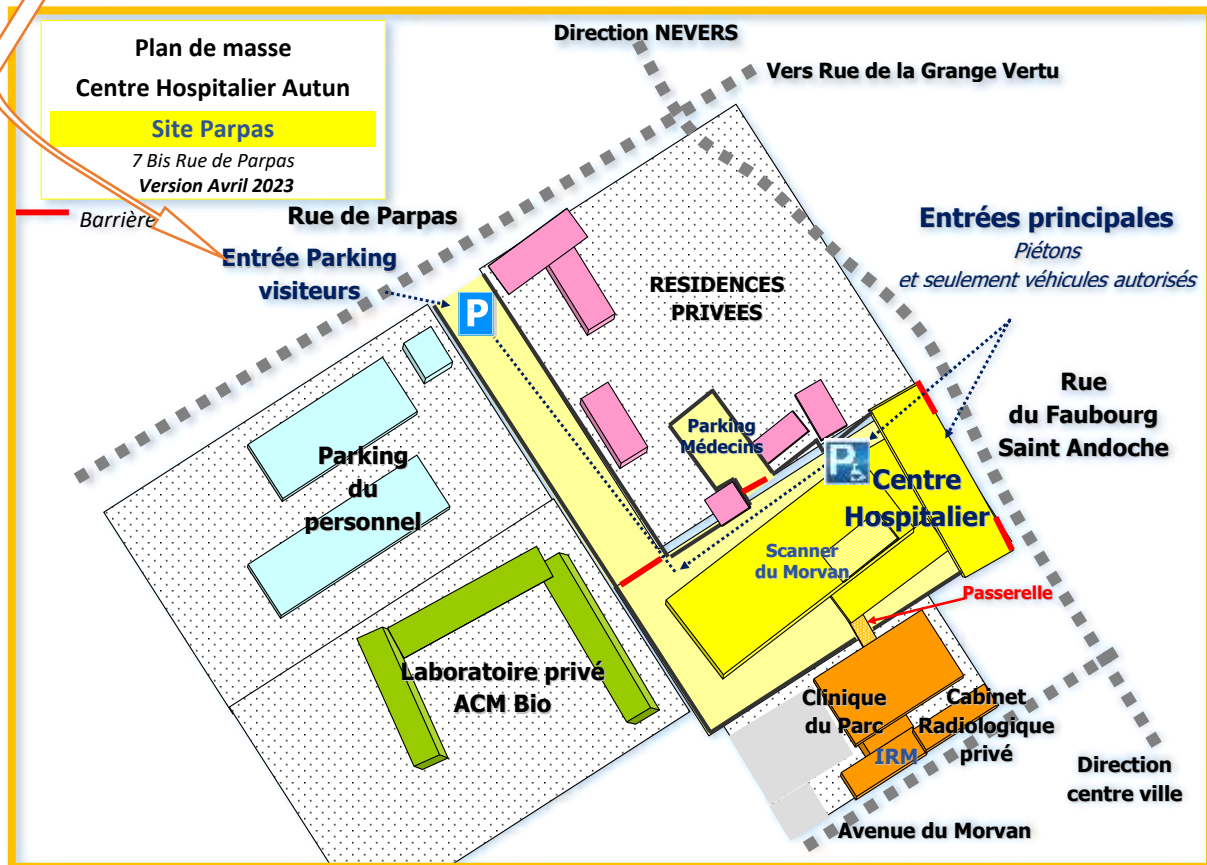 Direction NEVERS
Plan de masse
Centre Hospitalier Autun
Site Parpas
7 Bis Rue de Parpas
Version Avril 2023
Vers Rue de la Grange Vertu
Barrière
Rue de Parpas
Entrée Parking
visiteurs
P
RESIDENCES
PRIVEES
Entrées principales
Piétons
et seulement véhicules autorisés
Rue
du Faubourg
Saint Andoche
Parking
Médecins
P
Centre
Hospitalier
Parking
du
personnel
Scanner
du Morvan
Passerelle
Laboratoire privé
ACM Bio
Clinique
du Parc
Cabinet
Radiologique
privé
IRM
Direction
centre ville
Avenue du Morvan